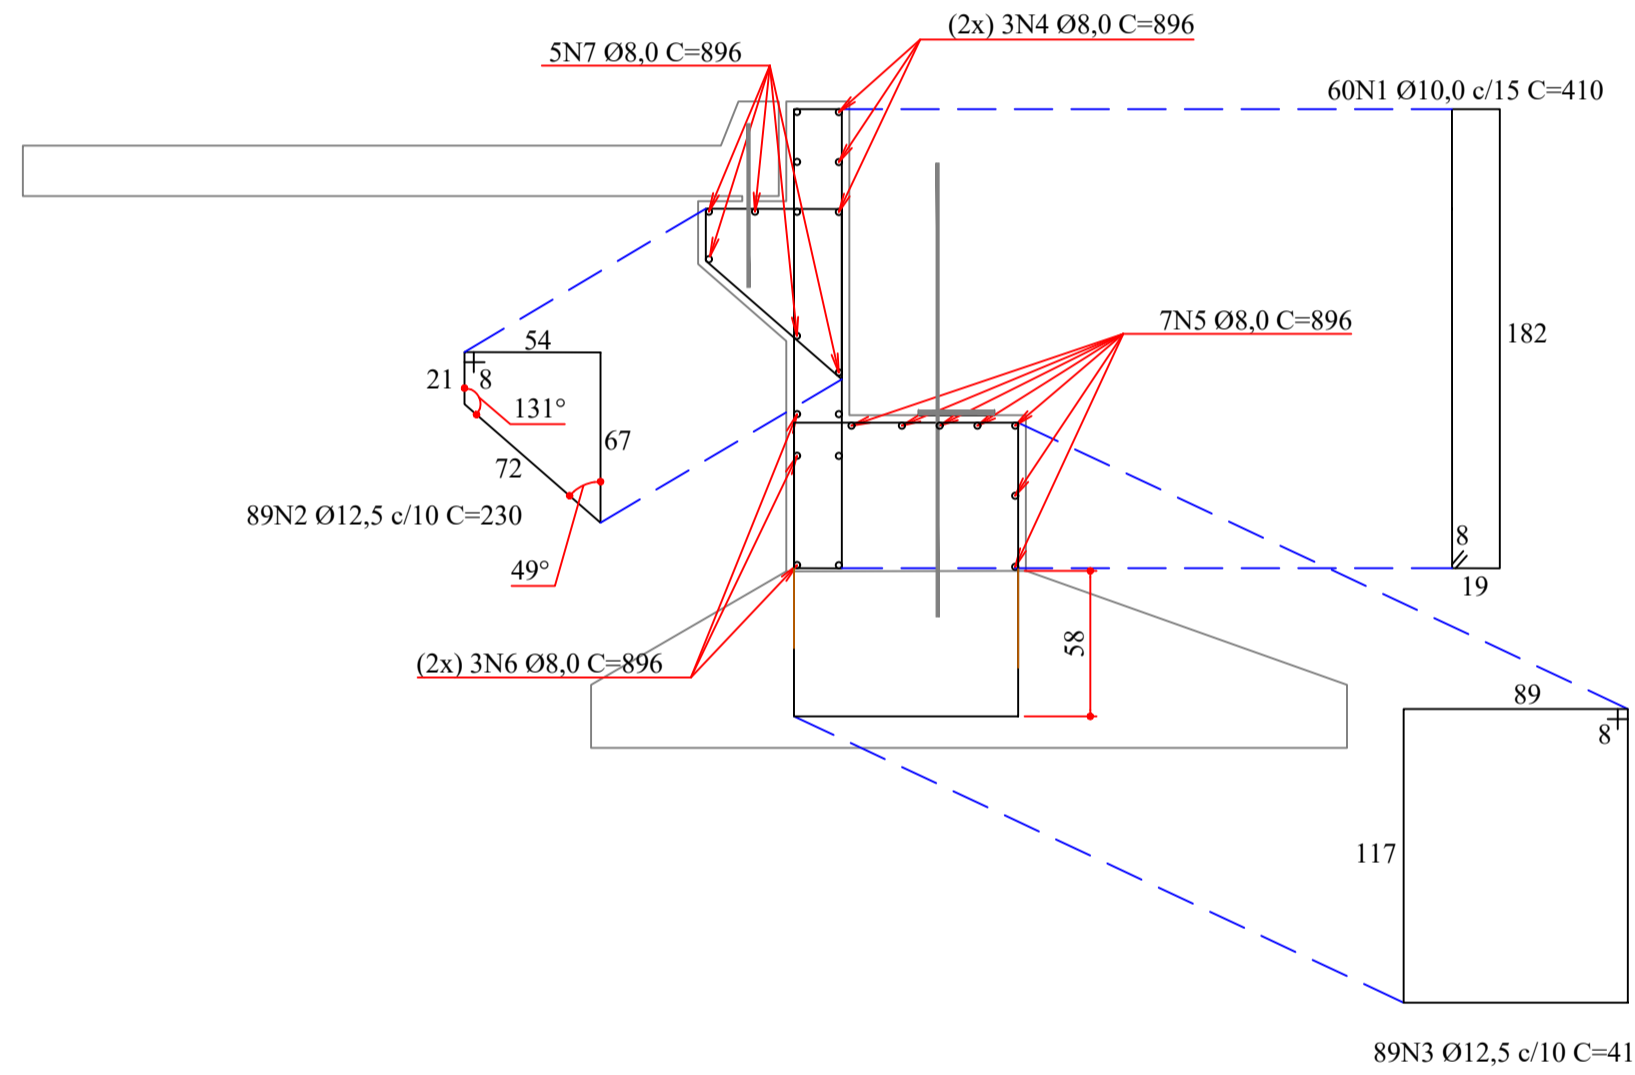 (2x) 3N4 Ø8,0 C=896
5N7 Ø8,0 C=896
60N1 Ø10,0 c/15 C=410
7N5 Ø8,0 C=896
182
54
21
8
131°
67
72
89N2 Ø12,5 c/10 C=230
49°
8
19
58
(2x) 3N6 Ø8,0 C=896
89
8
117
89N3 Ø12,5 c/10 C=41